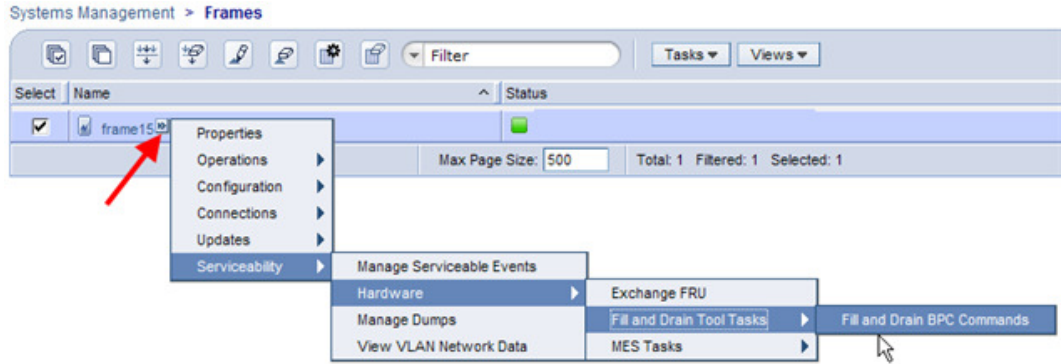 Systems Management > Frames
Filter Tasks Views
Select Name Status
frame15
Properties
Operations Max Page Size: 500 Total: 1 Filtered: 1 Selected: 1
Configuration
Connections
Updates
Serviceability Manage Serviceable Events
Hardware Exchange FRU
Manage Dumps Fill and Drain Tool Tasks Fill and Drain BPC Commands
View VLAN Network Data MES Tasks